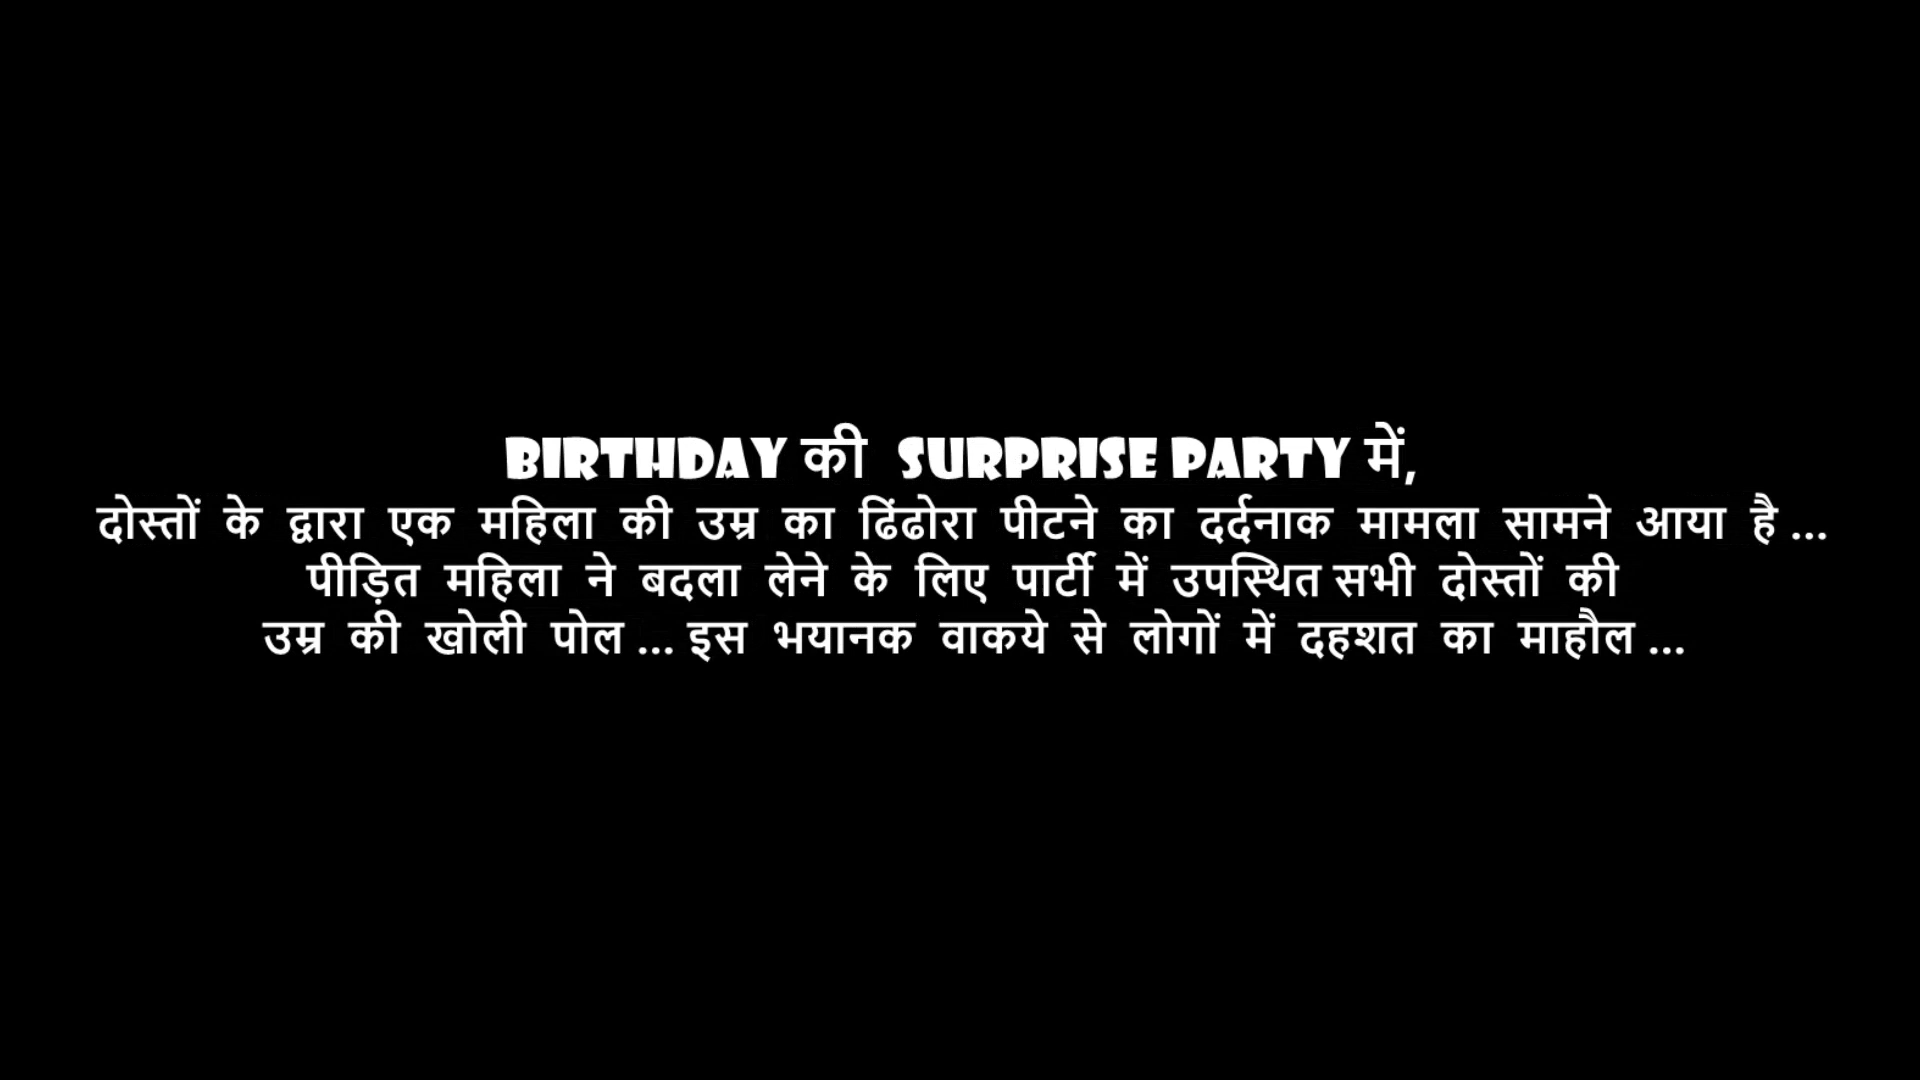 BIRTHDAY की SURPRISE PARTY में,
दोस्तों के द्वारा एक महिला की उम्र का ढिंढोरा पीटने का दर्दनाक मामला सामने आया है ...
पीड़ित महिला ने बदला लेने के लिए पार्टी में उपस्थित सभी दोस्तों की
उम्र की खोली पोल ... इस भयानक वाकये से लोगों में दहशत का माहौल ...